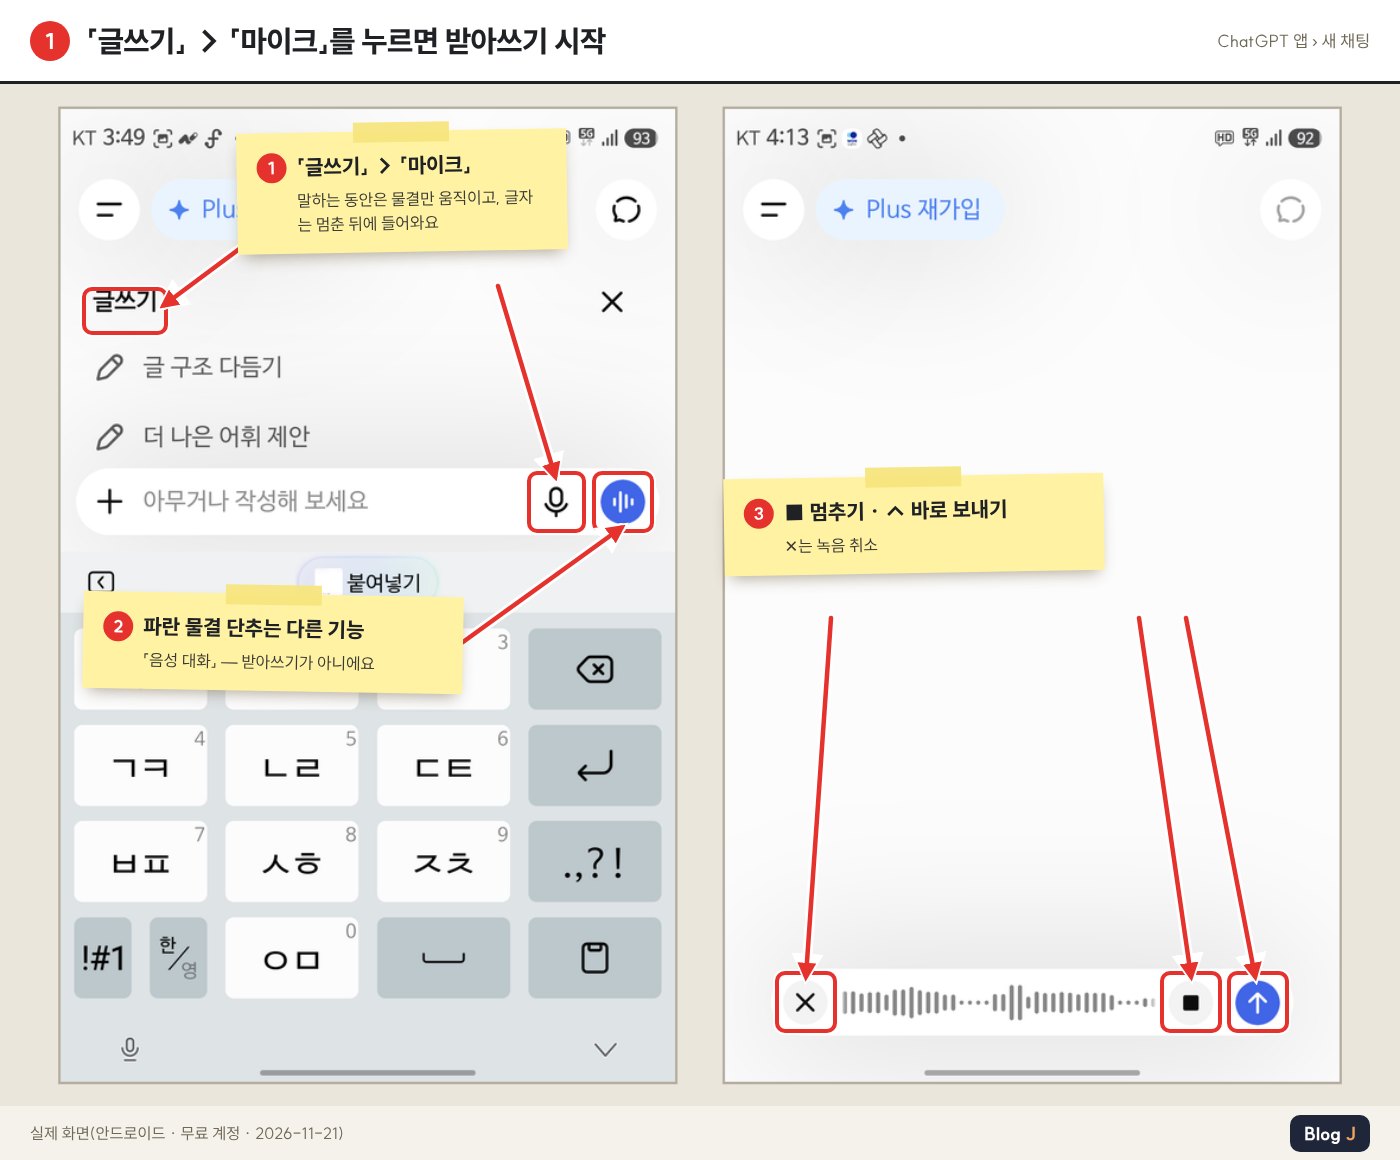 1 「글쓰기」 > 「마이크」를 누르면 받아쓰기 시작
ChatGPT 앱 › 새 채팅
KT 3:49
5G
93
Plus
1 「글쓰기」 > 「마이크」
말하는 동안은 물결만 움직이고, 글자
는 멈춘 뒤에 들어와요
글쓰기
글 구조 다듬기
더 나은 어휘 제안
아무거나 작성해 보세요
붙여넣기
2 파란 물결 단추는 다른 기능
「음성 대화」 — 받아쓰기가 아니에요
3
4 ㄱㅋ
5 ㄴㄹ
6 ㄷㅌ
7 ㅂㅍ
8 ㅅㅎ
9 ㅈㅊ
.,?!
!#1
한/영
0 ㅇㅁ
KT 4:13
HD 5G 92
Plus 재가입
3 ■ 멈추기 · ㅅ 바로 보내기
×는 녹음 취소
실제 화면(안드로이드 · 무료 계정 · 2026-11-21)
Blog J